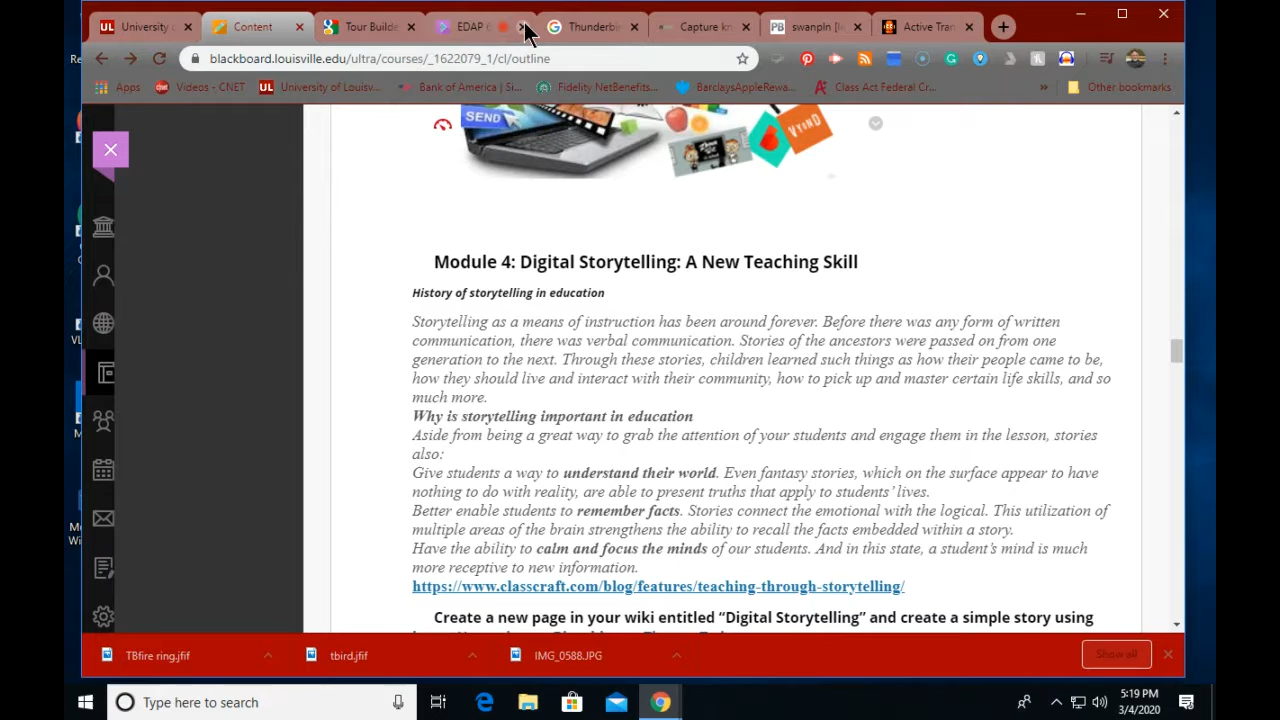 University
Content
Tour Builde
EDAP
Thunderbir
Capture kn
PB swanpln [l
Active Tran
blackboard.louisville.edu/ultra/courses/_1622079_1/cl/outline
Apps
Videos - CNET
UL University of Louisv...
Bank of America | Si...
Fidelity NetBenefits...
BarclaysAppleRewa...
Class Act Federal Cr...
Other bookmarks
SEND
VYOND
Module 4: Digital Storytelling: A New Teaching Skill
History of storytelling in education
Storytelling as a means of instruction has been around forever. Before there was any form of written
communication, there was verbal communication. Stories of the ancestors were passed on from one
generation to the next. Through these stories, children learned such things as how their people came to be,
how they should live and interact with their community, how to pick up and master certain life skills, and so
much more.
Why is storytelling important in education
Aside from being a great way to grab the attention of your students and engage them in the lesson, stories
also:
Give students a way to understand their world. Even fantasy stories, which on the surface appear to have
nothing to do with reality, are able to present truths that apply to students' lives.
Better enable students to remember facts. Stories connect the emotional with the logical. This utilization of
multiple areas of the brain strengthens the ability to recall the facts embedded within a story.
Have the ability to calm and focus the minds of our students. And in this state, a student's mind is much
more receptive to new information.
https://www.classcraft.com/blog/features/teaching-through-storytelling/
Create a new page in your wiki entitled “Digital Storytelling” and create a simple story using
TBfire ring.jfif
tbird.jfif
IMG_0588.JPG
Show all
Type here to search
5:19 PM
3/4/2020